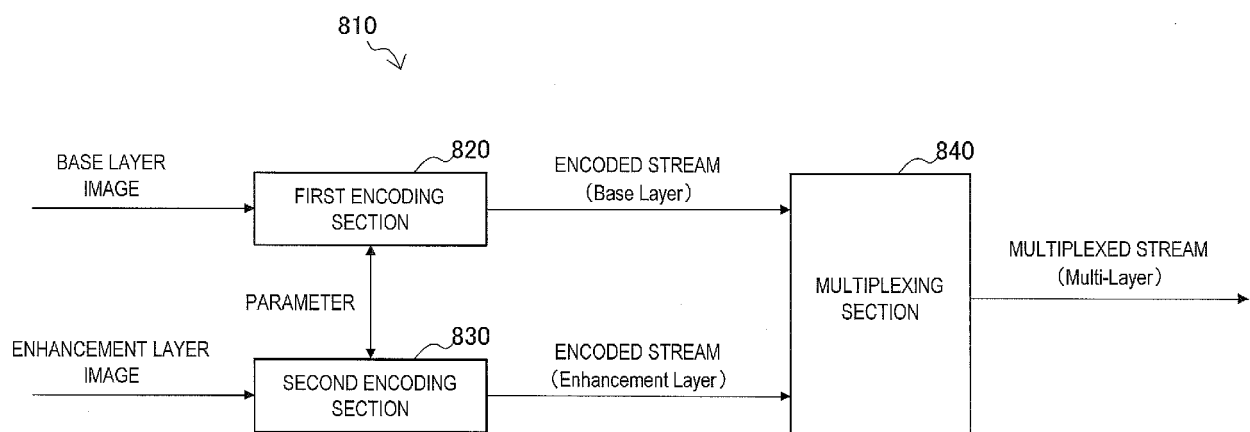 810
BASE LAYER
IMAGE
820
FIRST ENCODING
SECTION
ENCODED STREAM
(Base Layer)
840
MULTIPLEXING
SECTION
MULTIPLEXED STREAM
(Multi-Layer)
PARAMETER
ENHANCEMENT LAYER
IMAGE
830
SECOND ENCODING
SECTION
ENCODED STREAM
(Enhancement Layer)